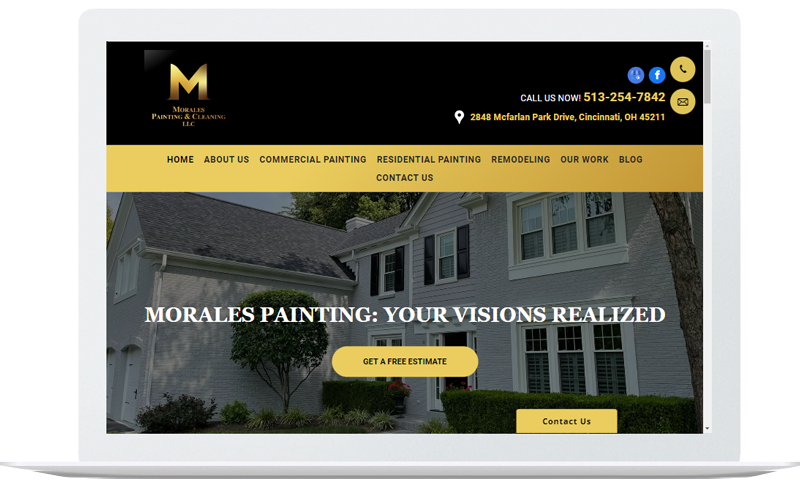 M
MORALES
PAINTING & CLEANING
LLC
f
CALL US NOW! 513-254-7842
2848 Mcfarlan Park Drive, Cincinnati, OH 45211
HOME ABOUT US COMMERCIAL PAINTING RESIDENTIAL PAINTING REMODELING OUR WORK BLOG
CONTACT US
MORALES PAINTING: YOUR VISIONS REALIZED
GET A FREE ESTIMATE
Contact Us